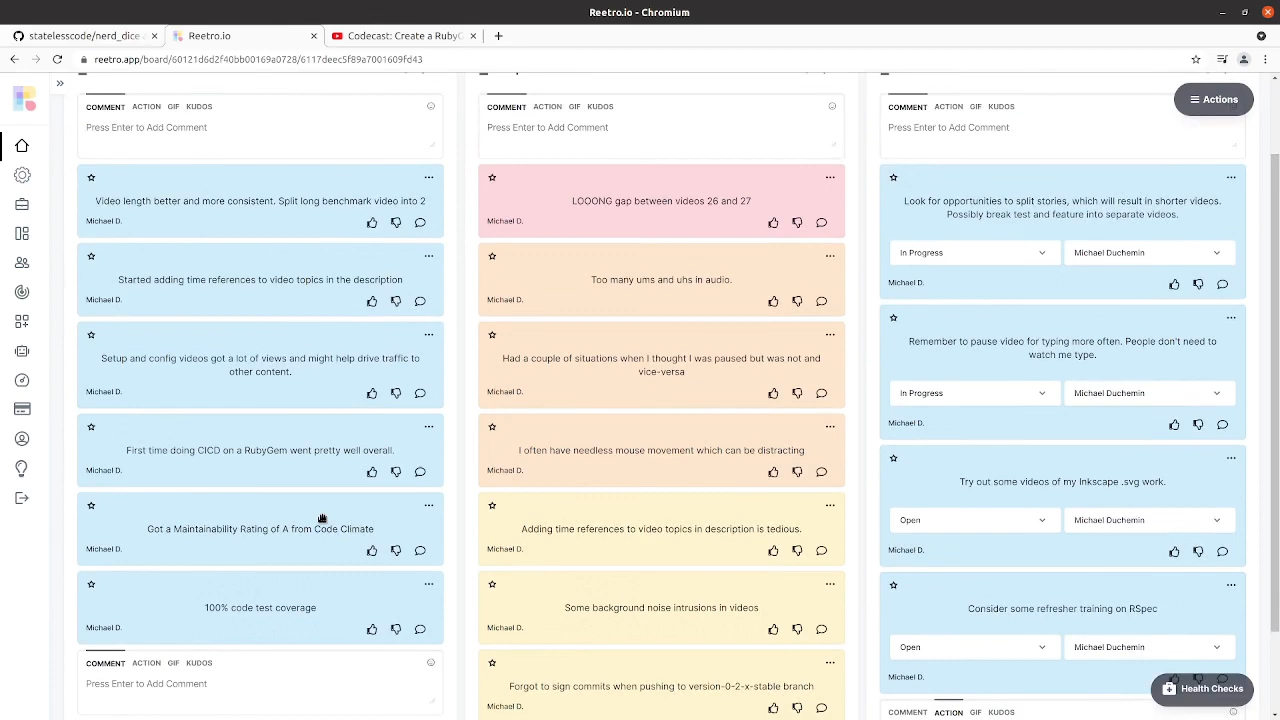 Reetro.io - Chromium
statelesscode/nerd_dice
Reetro.io
Codecast: Create a RubyG
reetro.app/board/60121d6d2f40bb00169a0728/6117deec5f89a7001609fd43
Actions
COMMENT ACTION GIF KUDOS
Press Enter to Add Comment
Video length better and more consistent. Split long benchmark video into 2
Michael D.
Started adding time references to video topics in the description
Michael D.
Setup and config videos got a lot of views and might help drive traffic to
other content.
Michael D.
First time doing CICD on a RubyGem went pretty well overall.
Michael D.
Got a Maintainability Rating of A from Code Climate
Michael D.
100% code test coverage
Michael D.
COMMENT ACTION GIF KUDOS
Press Enter to Add Comment
COMMENT ACTION GIF KUDOS
Press Enter to Add Comment
LOOONG gap between videos 26 and 27
Michael D.
Too many ums and uhs in audio.
Michael D.
Had a couple of situations when I thought I was paused but was not and
vice-versa
Michael D.
I often have needless mouse movement which can be distracting
Michael D.
Adding time references to video topics in description is tedious.
Michael D.
Some background noise intrusions in videos
Michael D.
Forgot to sign commits when pushing to version-0-2-x-stable branch
Michael D.
COMMENT ACTION GIF KUDOS
Press Enter to Add Comment
Look for opportunities to split stories, which will result in shorter videos.
Possibly break test and feature into separate videos.
In Progress Michael Duchemin
Michael D.
Remember to pause video for typing more often. People don't need to
watch me type.
In Progress Michael Duchemin
Michael D.
Try out some videos of my Inkscape .svg work.
Open Michael Duchemin
Michael D.
Consider some refresher training on RSpec
Open Michael Duchemin
Michael D.
Health Checks
COMMENT ACTION GIF KUDOS